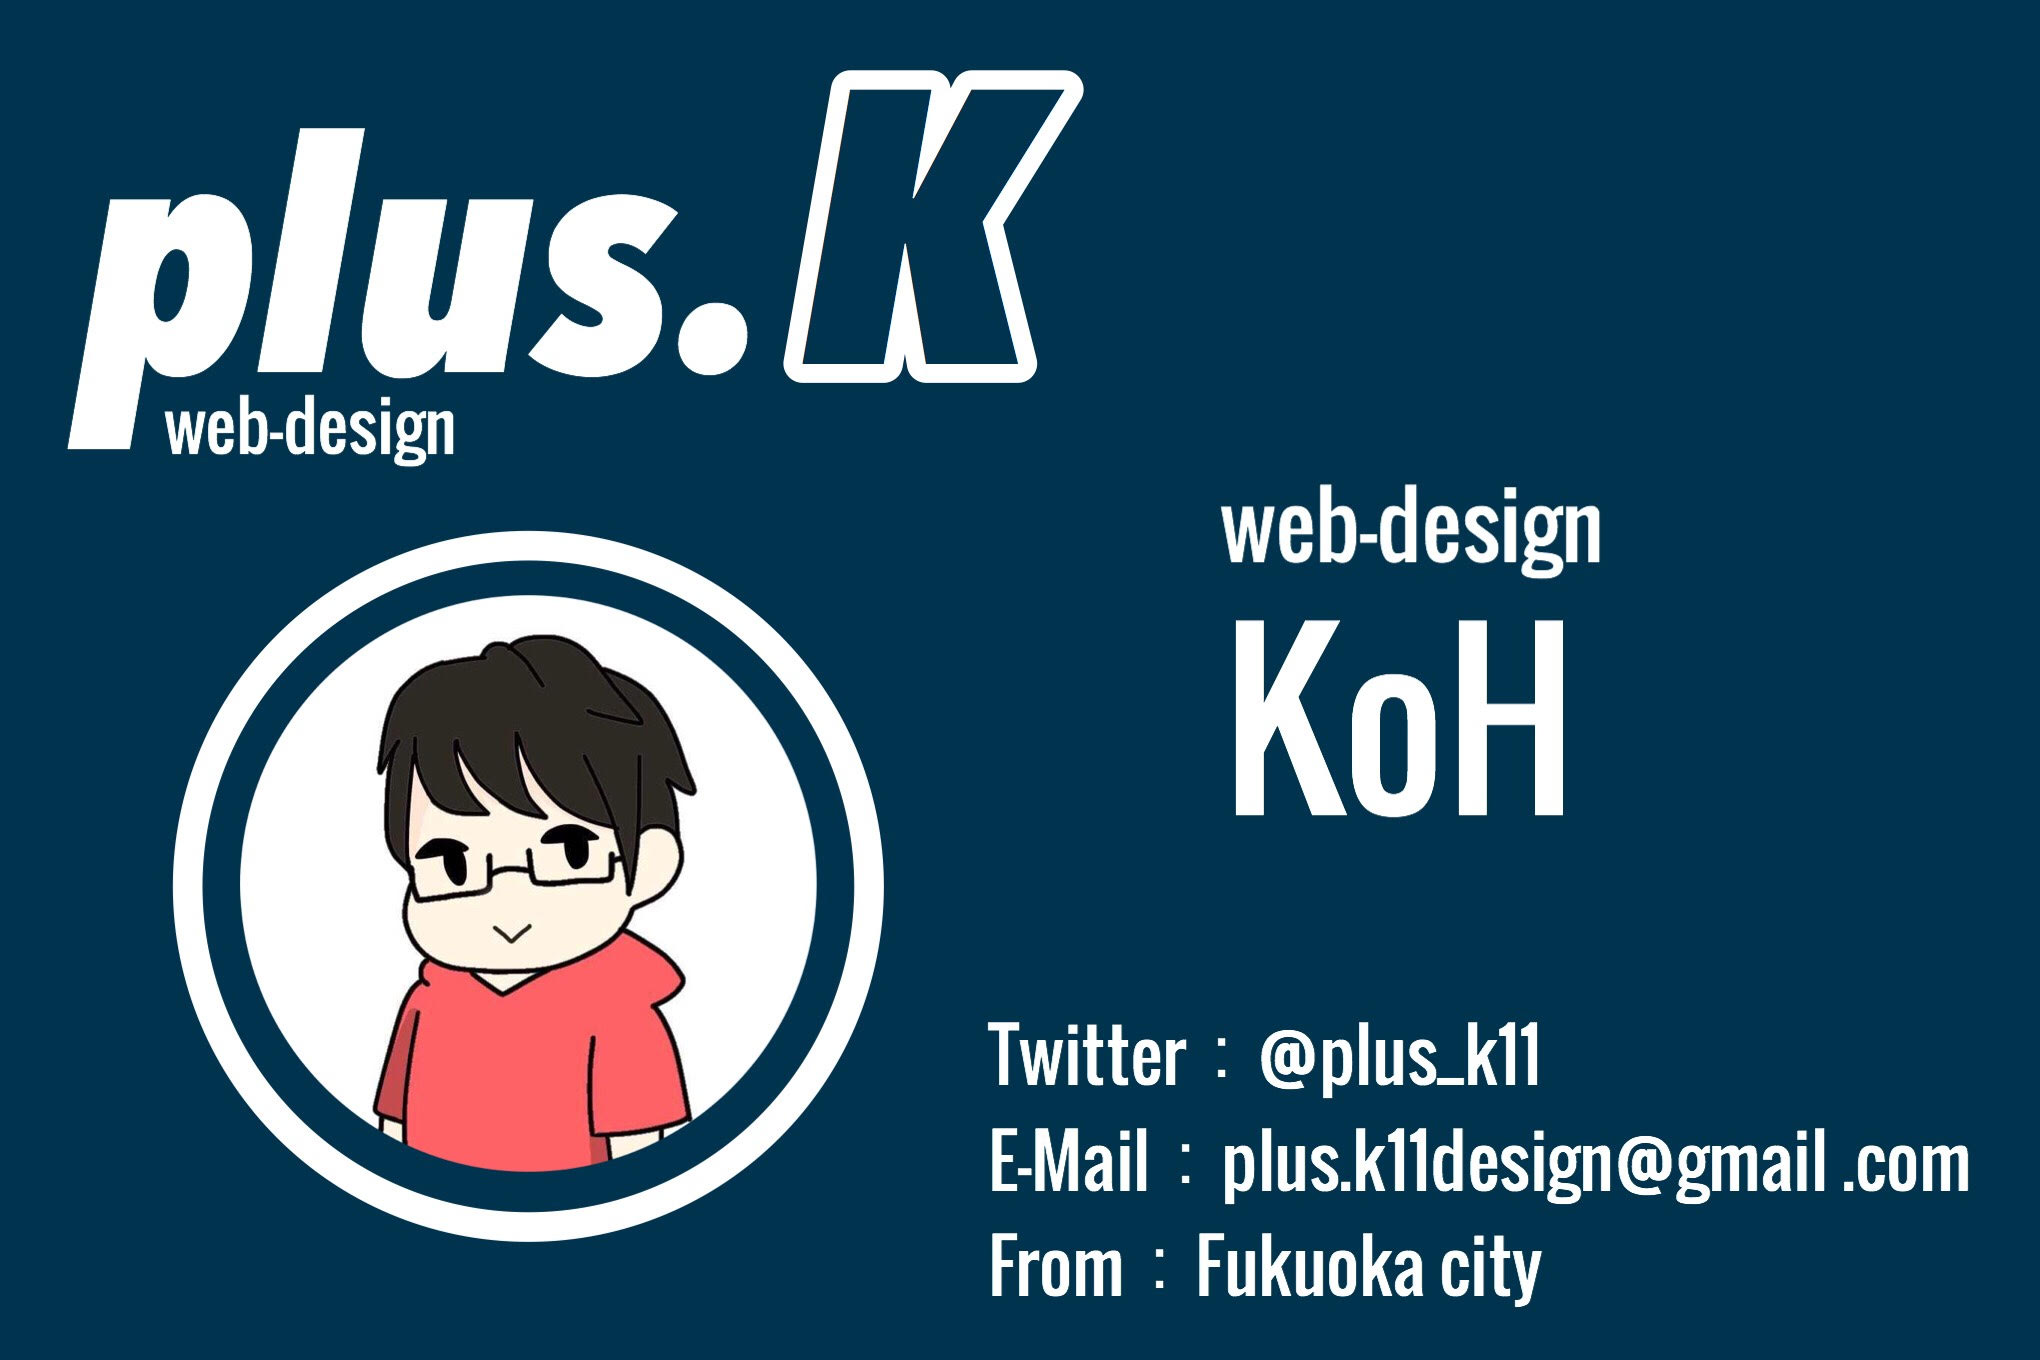 plus.K
web-design
web-design
KoH
Twitter：@plus_k11
E-Mail：plus.k11design@gmail .com
From：Fukuoka city